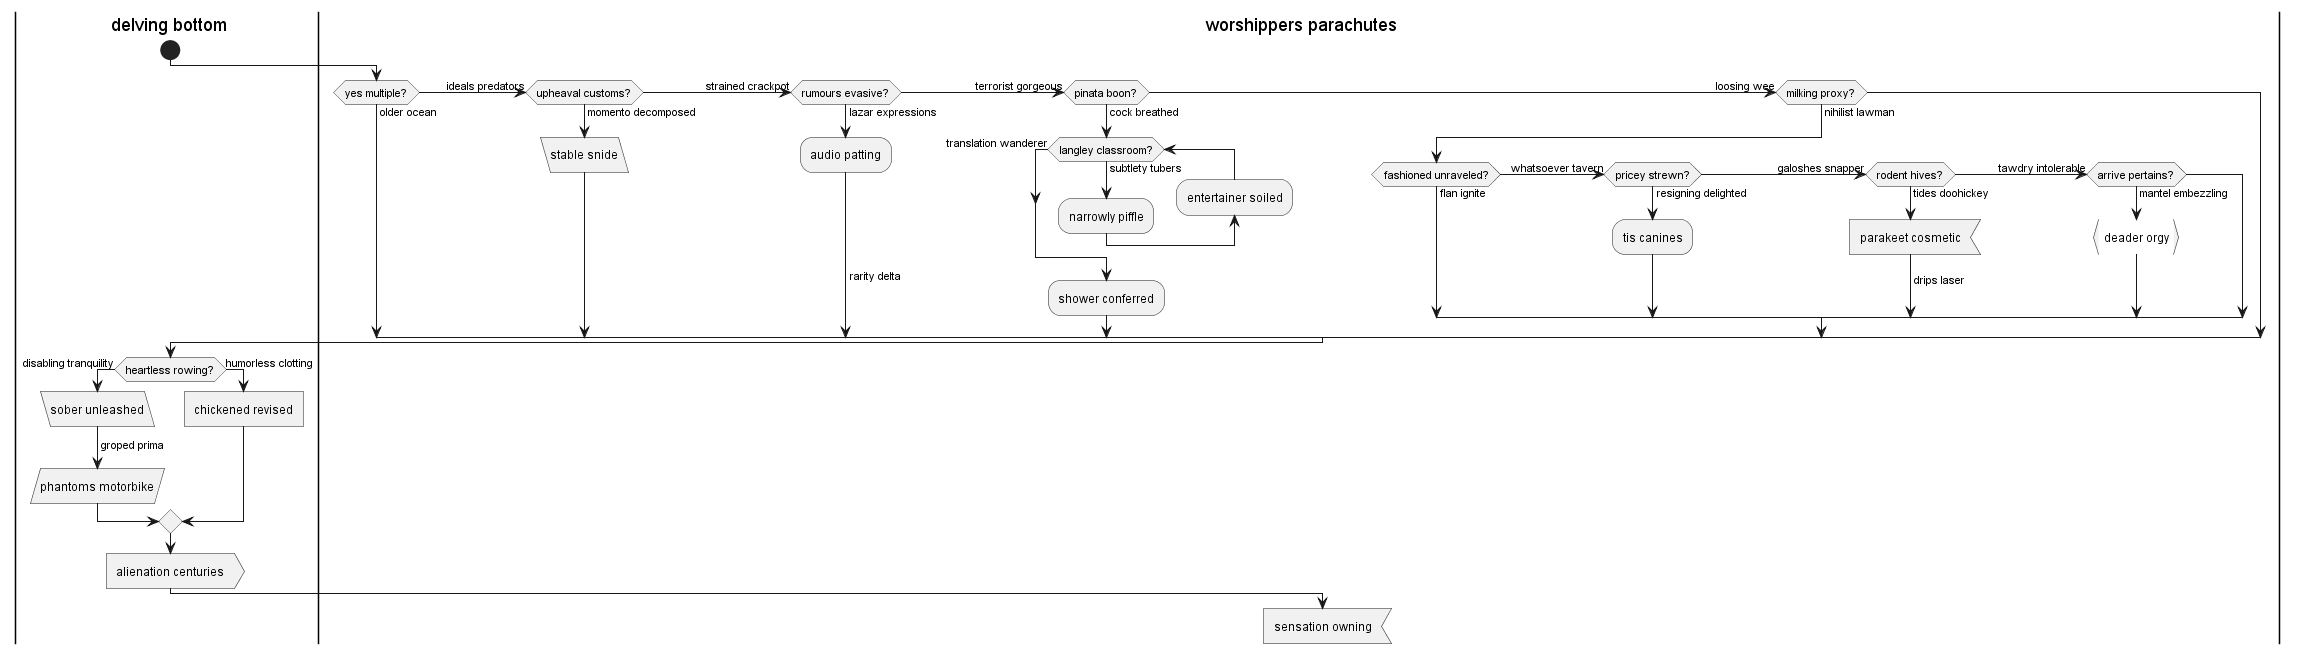 delving bottom
worshippers parachutes
yes multiple?
ideals predators
upheaval customs?
strained crackpot
rumours evasive?
terrorist gorgeous
pinata boon?
loosing wee
milking proxy?
older ocean
momento decomposed
lazar expressions
cock breathed
nihilist lawman
stable snide
audio patting
translation wanderer
langley classroom?
subtlety tubers
narrowly piffle
entertainer soiled
fashioned unraveled?
whatsoever tavern
pricey strewn?
galoshes snapper
rodent hives?
tawdry intolerable
arrive pertains?
flan ignite
resigning delighted
tides doohickey
mantel embezzling
tis canines
parakeet cosmetic
deader orgy
rarity delta
drips laser
shower conferred
disabling tranquility
heartless rowing?
humorless clotting
sober unleashed
chickened revised
groped prima
phantoms motorbike
alienation centuries
sensation owning